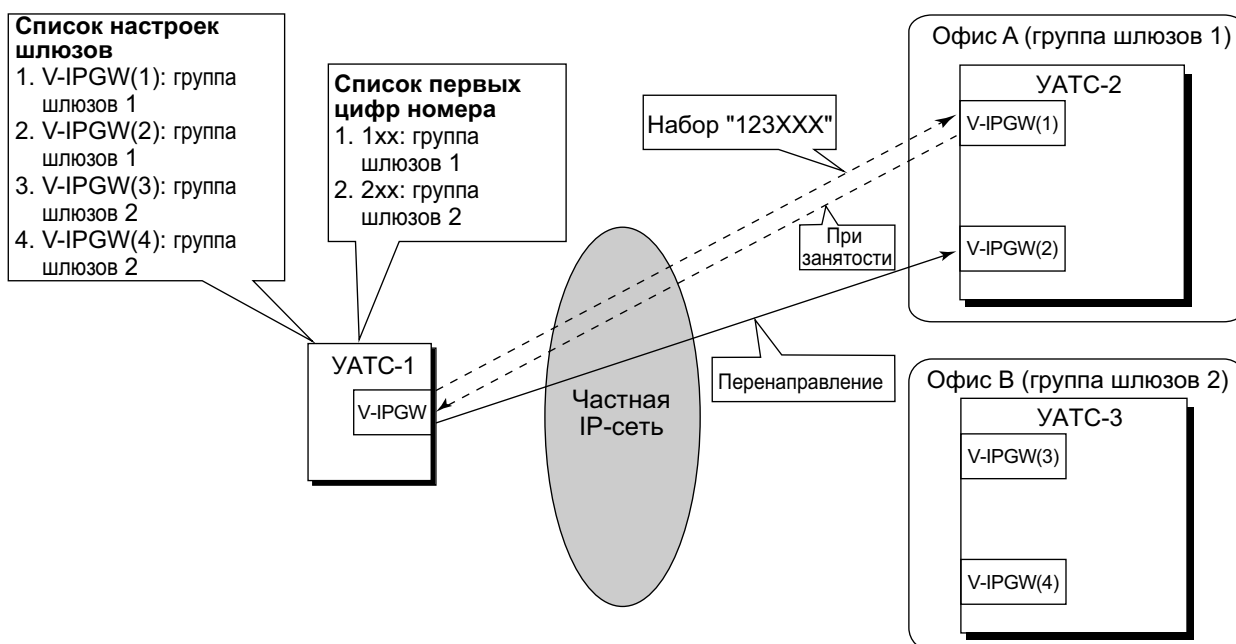 Список настроек
шлюзов
1. V-IPGW(1): группа
шлюзов 1
2. V-IPGW(2): группа
шлюзов 1
3. V-IPGW(3): группа
шлюзов 2
4. V-IPGW(4): группа
шлюзов 2
Список первых
цифр номера
1. 1xx: группа
шлюзов 1
2. 2xx: группа
шлюзов 2
Набор "123XXX"
При
занятости
Перенаправление
УАТС-1
V-IPGW
Частная
IP-сеть
Офис A (группа шлюзов 1)
УАТС-2
V-IPGW(1)
V-IPGW(2)
Офис B (группа шлюзов 2)
УАТС-3
V-IPGW(3)
V-IPGW(4)